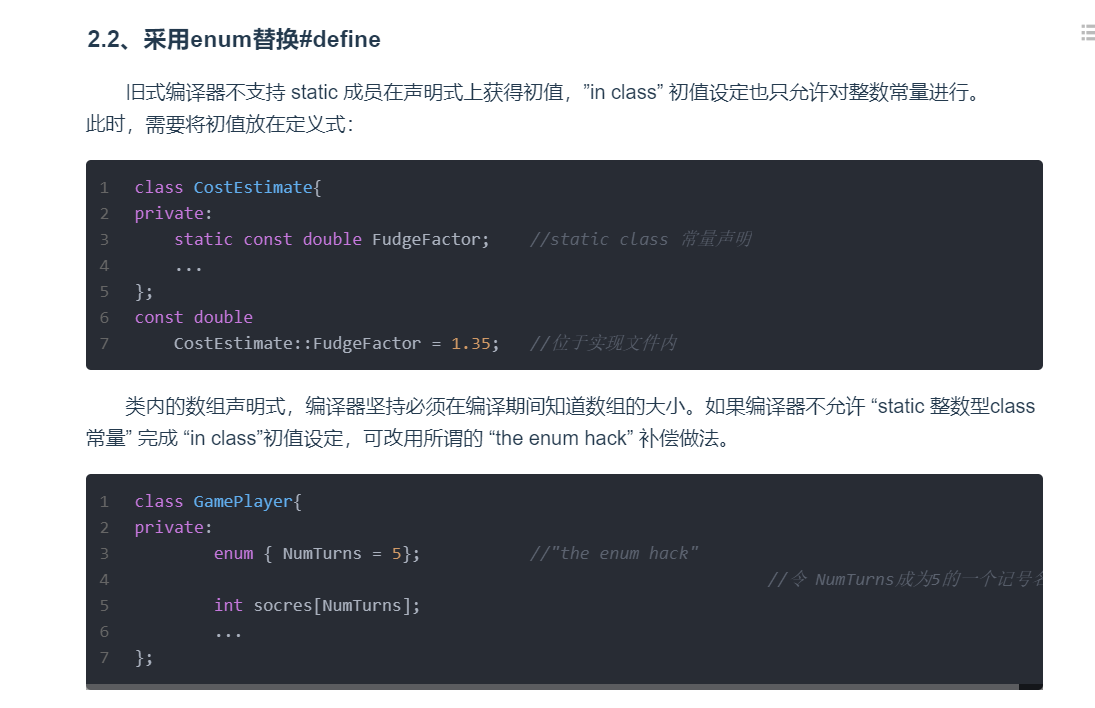 2.2、采用enum替换#define
旧式编译器不支持 static 成员在声明式上获得初值，”in class” 初值设定也只允许对整数常量进行。
此时，需要将初值放在定义式：
1 class CostEstimate{
2 private:
3     static const double FudgeFactor;    //static class 常量声明
4     ...
5 };
6 const double
7     CostEstimate::FudgeFactor = 1.35;   //位于实现文件内
类内的数组声明式，编译器坚持必须在编译期间知道数组的大小。如果编译器不允许 “static 整数型class
常量” 完成 “in class”初值设定，可改用所谓的 “the enum hack” 补偿做法。
1 class GamePlayer{
2 private:
3         enum { NumTurns = 5};           //"the enum hack"
4                                                                 //令 NumTurns成为5的一个记号
5         int socres[NumTurns];
6         ...
7 };